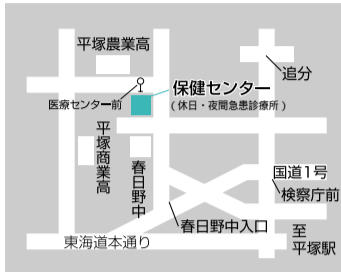 平塚農業高
追分
保健センター
(休日・夜間急患診療所)
医療センター前
平塚商業高
春日野中
国道1号
検察庁前
春日野中入口
至平塚駅
東海道本通り